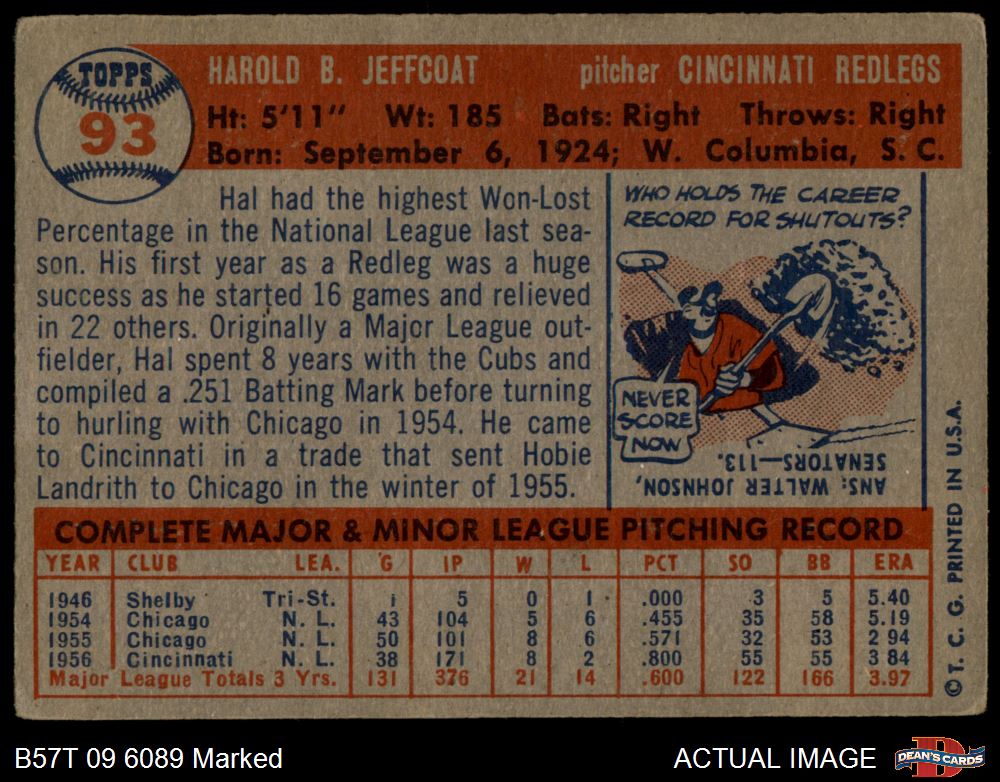 TOPPS
93
HAROLD B. JEFFCOAT pitcher CINCINNATI REDLEGS
Ht: 5'11" Wt: 185 Bats: Right Throws: Right
Born: September 6, 1924; W. Columbia, S. C.
Hal had the highest Won-Lost
Percentage in the National League last sea-
son. His first year as a Redleg was a huge
success as he started 16 games and relieved
in 22 others. Originally a Major League out-
fielder, Hal spent 8 years with the Cubs and
compiled a .251 Batting Mark before turning
to hurling with Chicago in 1954. He came
to Cincinnati in a trade that sent Hobie
Landrith to Chicago in the winter of 1955.
WHO HOLDS THE CAREER
RECORD FOR SHUTOUTS?
NEVER
SCORE
NOW
ANS: WALTER JOHNSON,
SENATORS—113.
COMPLETE MAJOR & MINOR LEAGUE PITCHING RECORD
YEAR CLUB LEA. G IP W L PCT SO BB ERA
1946 Shelby Tri-St. 1 5 0 1 .000 3 5 5.40
1954 Chicago N. L. 43 104 5 6 .455 35 58 5.19
1955 Chicago N. L. 50 101 8 6 .571 32 53 2 94
1956 Cincinnati N. L. 38 171 8 2 .800 55 55 3 84
Major League Totals 3 Yrs. 131 376 21 14 .600 122 166 3.97
© T. C. G. PRINTED IN U.S.A.
B57T 09 6089 Marked
ACTUAL IMAGE
D
DEAN'S CARDS